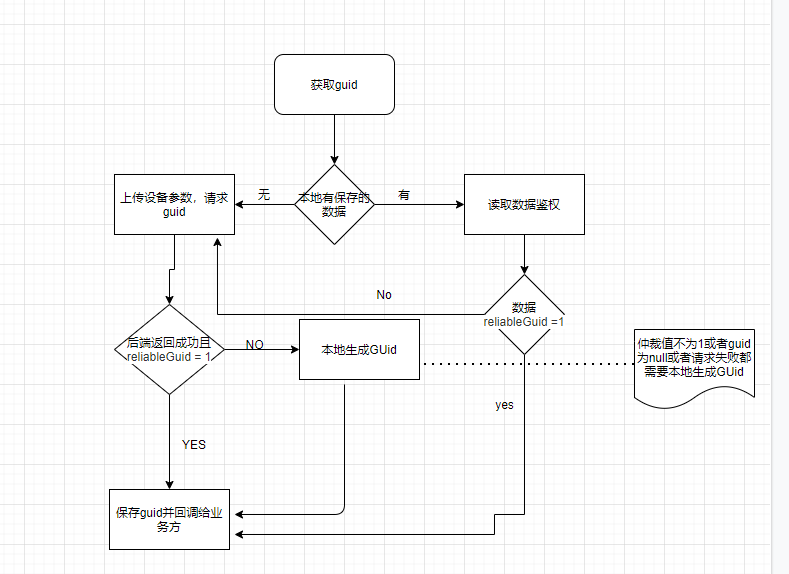 获取guid
上传设备参数，请求
guid
无
本地有保存的
数据
有
读取数据鉴权
No
数据
reliableGuid =1
后端返回成功且
reliableGuid = 1
NO
本地生成GUid
仲裁值不为1或者guid
为null或者请求失败都
需要本地生成GUid
yes
YES
保存guid并回调给业
务方